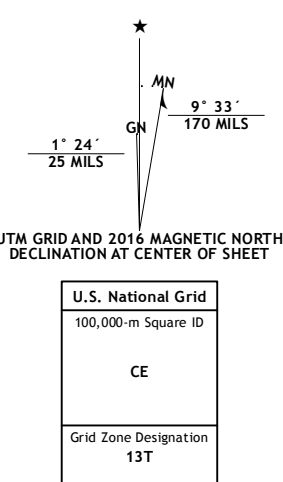 ★
MN
9° 33´
GN
170 MILS
1° 24´
25 MILS
UTM GRID AND 2016 MAGNETIC NORTH
DECLINATION AT CENTER OF SHEET
U.S. National Grid
100,000-m Square ID
CE
Grid Zone Designation
13T